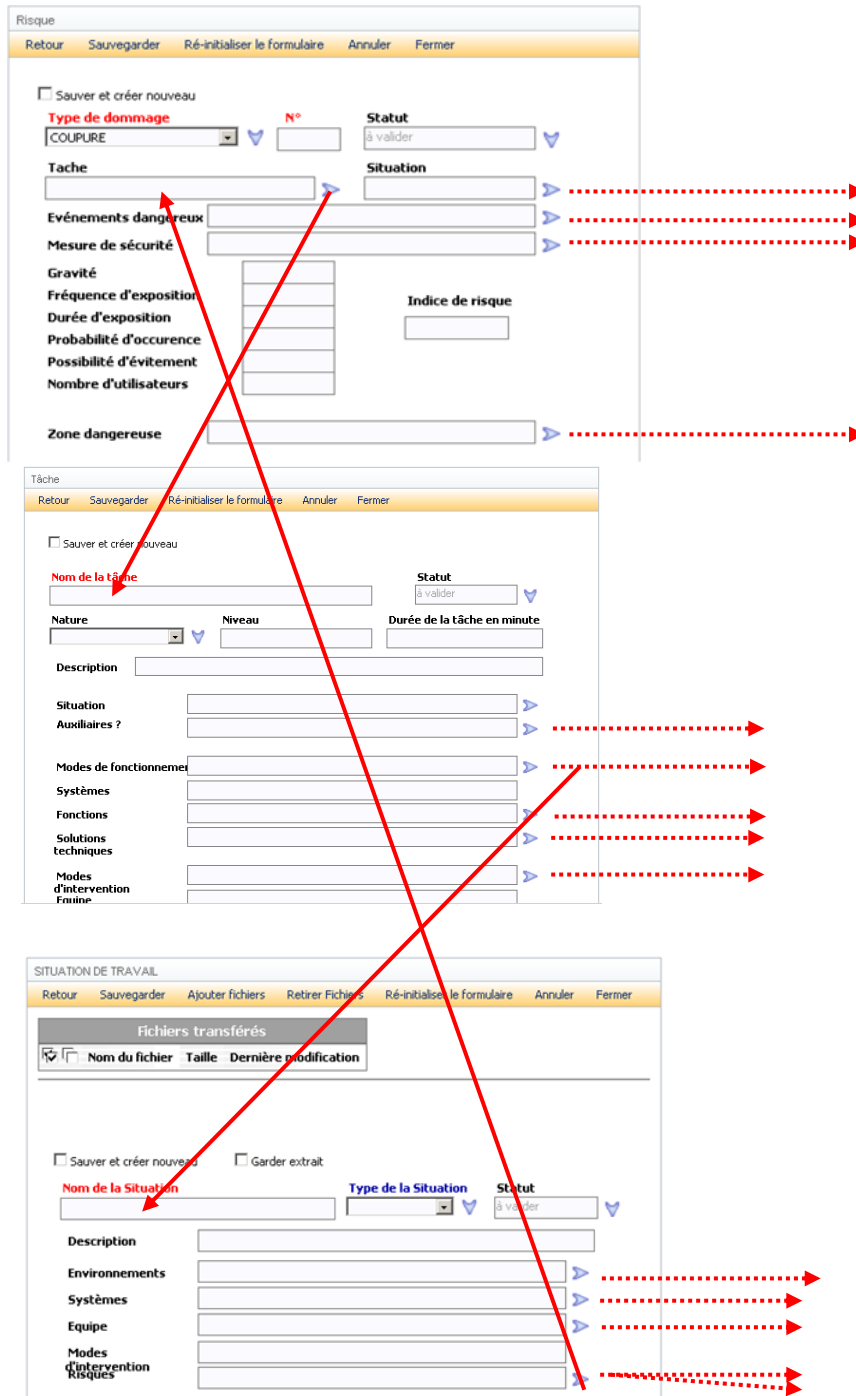 Risque
Retour Sauvegarder Ré-initialiser le formulaire Annuler Fermer
Sauver et créer nouveau
Type de dommage N° Statut
COUPURE à valider
Tache Situation
Evénements dangereux
Mesure de sécurité
Gravité
Fréquence d'exposition
Indice de risque
Durée d'exposition
Probabilité d'occurence
Possibilité d'évitement
Nombre d'utilisateurs
Zone dangereuse
Tâche
Retour Sauvegarder Ré-initialiser le formulaire Annuler Fermer
Sauver et créer nouveau
Nom de la tâche Statut
à valider
Nature Niveau Durée de la tâche en minute
Description
Situation
Auxiliaires ?
Modes de fonctionnemen
Systèmes
Fonctions
Solutions
techniques
Modes
d'intervention
Equipe
SITUATION DE TRAVAIL
Retour Sauvegarder Ajouter fichiers Retirer Fichiers Ré-initialiser le formulaire Annuler Fermer
Fichiers transférés
Nom du fichier Taille Dernière modification
Sauver et créer nouveau Garder extrait
Nom de la Situation Type de la Situation Statut
à valider
Description
Environnements
Systèmes
Equipe
Modes
d'intervention
Risques